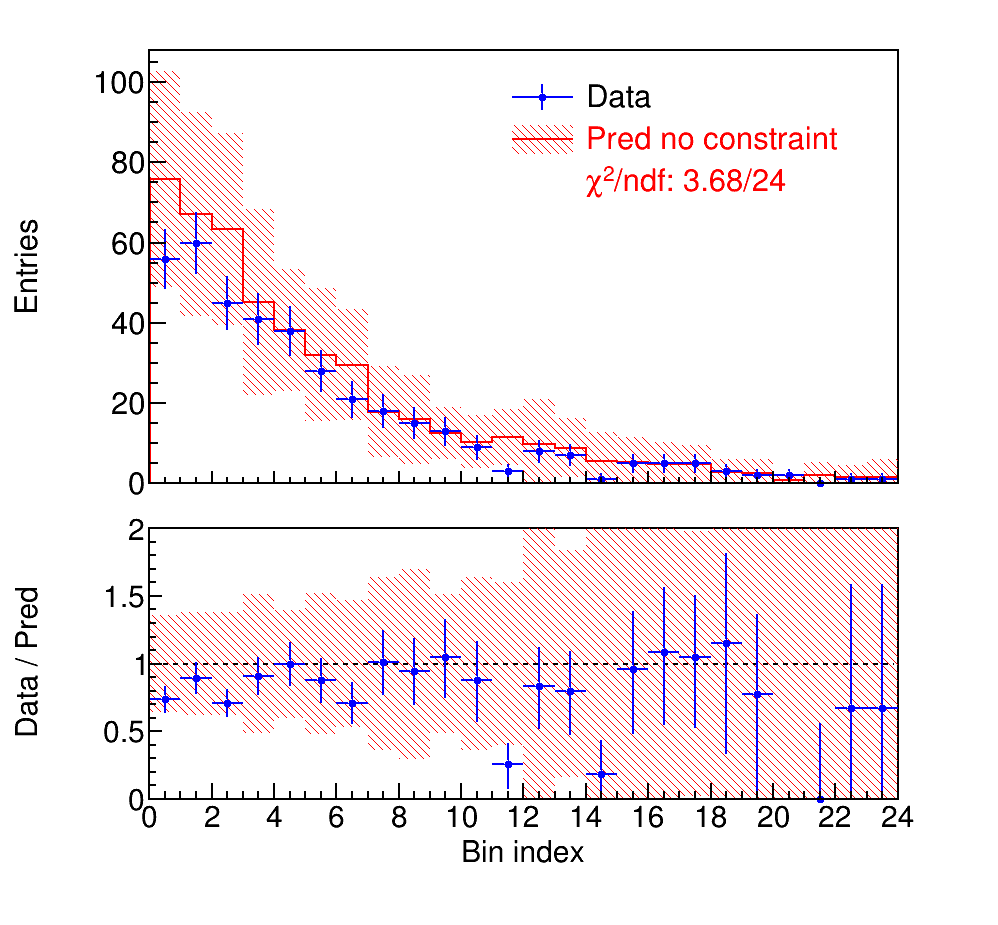 Entries
100
80
60
40
20
0
Data
Pred no constraint
χ²/ndf: 3.68/24
Data / Pred
2
1.5
1
0.5
0
0 2 4 6 8 10 12 14 16 18 20 22 24
Bin index